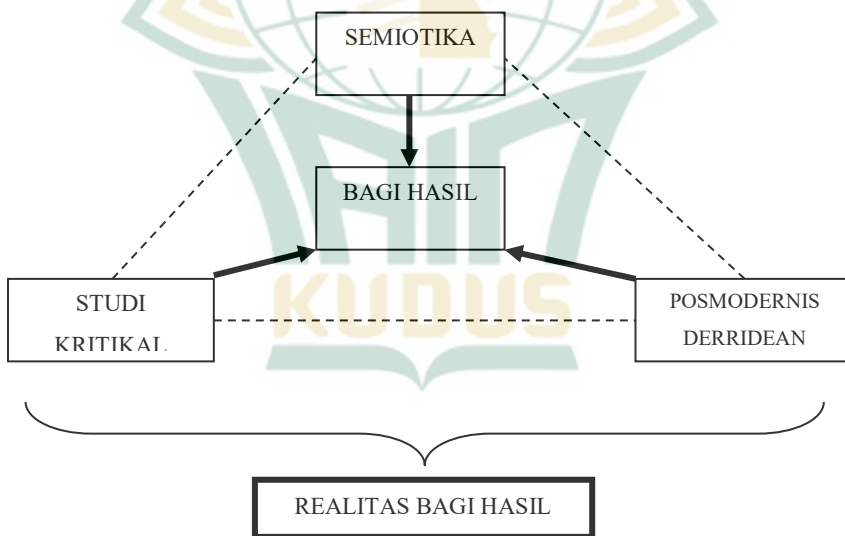 SEMIOTIKA
BAGI HASIL
STUDI
KRITIKAL
POSMODERNIS
DERRIDEAN
KUDUS
REALITAS BAGI HASIL